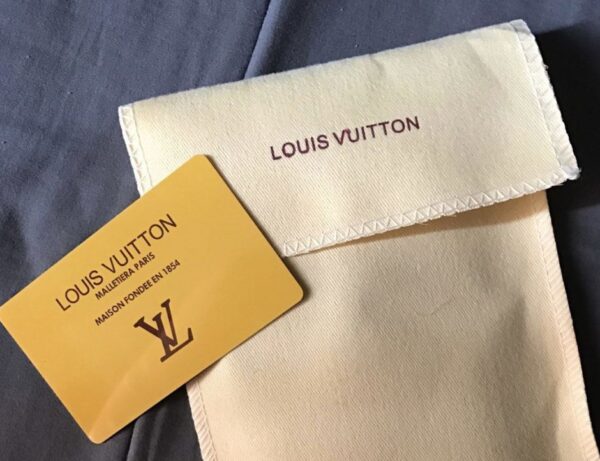 LOUIS VUITTON
LOUIS VUITTON
MALLETIERA PARIS
MAISON FONDEE EN 1854
LV